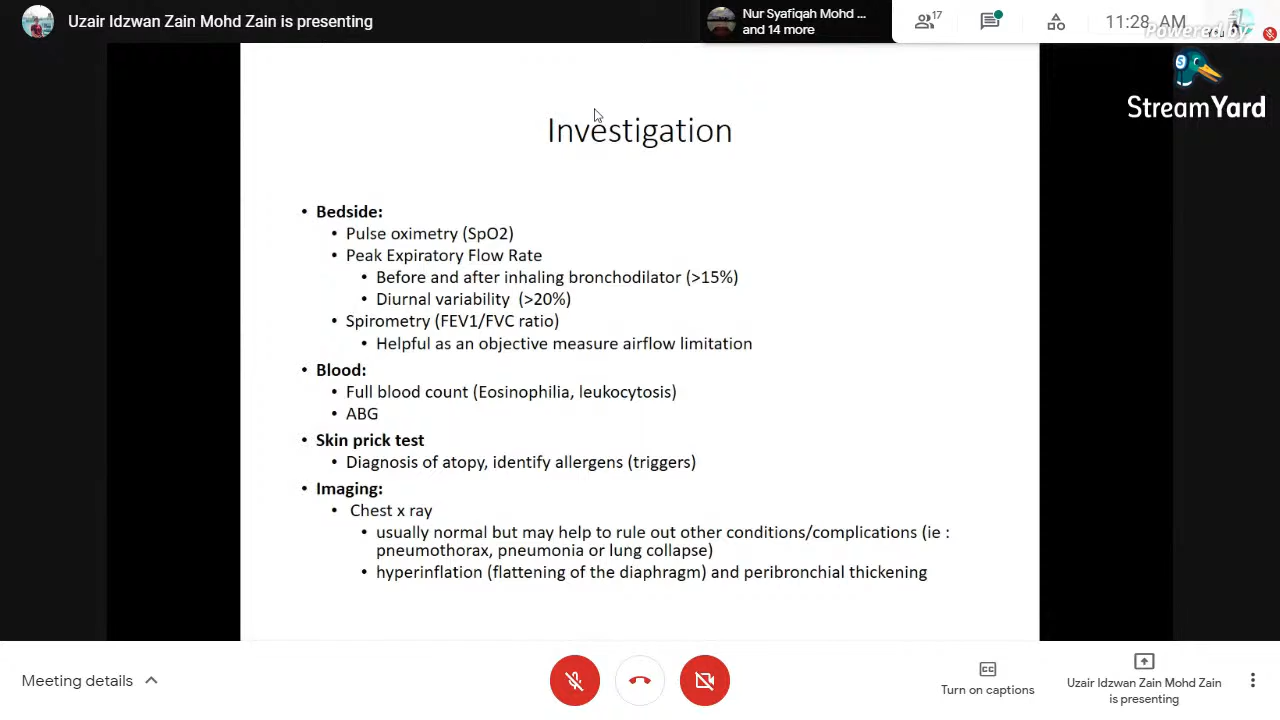 Uzair Idzwan Zain Mohd Zain is presenting
Nur Syafiqah Mohd ...
and 14 more
17
11:28 AM
Powered by
StreamYard
Investigation
• Bedside:
• Pulse oximetry (SpO2)
• Peak Expiratory Flow Rate
• Before and after inhaling bronchodilator (>15%)
• Diurnal variability (>20%)
• Spirometry (FEV1/FVC ratio)
• Helpful as an objective measure airflow limitation
• Blood:
• Full blood count (Eosinophilia, leukocytosis)
• ABG
• Skin prick test
• Diagnosis of atopy, identify allergens (triggers)
• Imaging:
• Chest x ray
• usually normal but may help to rule out other conditions/complications (ie :
pneumothorax, pneumonia or lung collapse)
• hyperinflation (flattening of the diaphragm) and peribronchial thickening
Meeting details
CC
Turn on captions
Uzair Idzwan Zain Mohd Zain
is presenting